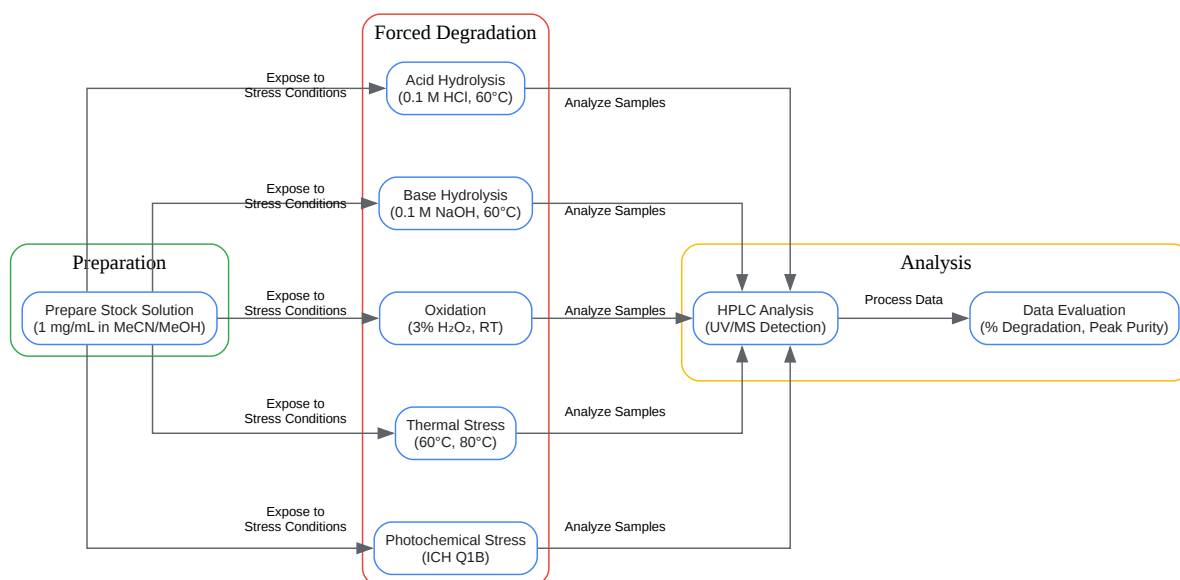 Forced Degradation
Expose to
Stress Conditions
Acid Hydrolysis
(0.1 M HCl, 60°C)
Analyze Samples
Expose to
Stress Conditions
Base Hydrolysis
(0.1 M NaOH, 60°C)
Analyze Samples
Preparation
Prepare Stock Solution
(1 mg/mL in MeCN/MeOH)
Expose to
Stress Conditions
Oxidation
(3% H₂O₂, RT)
Analyze Samples
Analysis
HPLC Analysis
(UV/MS Detection)
Process Data
Data Evaluation
(% Degradation, Peak Purity)
Expose to
Stress Conditions
Thermal Stress
(60°C, 80°C)
Analyze Samples
Expose to
Stress Conditions
Photochemical Stress
(ICH Q1B)
Analyze Samples